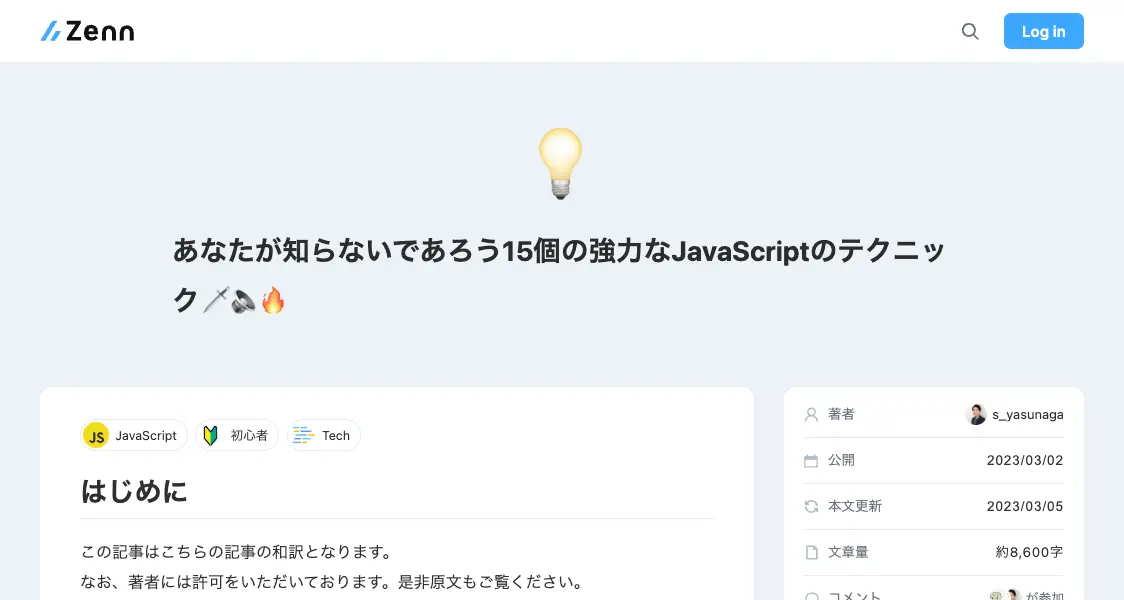 Zenn
Log in
あなたが知らないであろう15個の強力なJavaScriptのテクニッ
ク🗡️🔈🔥
JavaScript
初心者
Tech
はじめに
この記事はこちらの記事の和訳となります。
なお、著者には許可をいただいております。是非原文もご覧ください。
著者
s_yasunaga
公開
2023/03/02
本文更新
2023/03/05
文章量
約8,600字
コメント
が参加